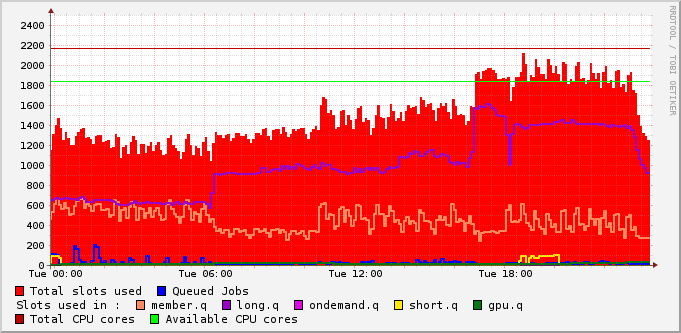 2400
2200
2000
1800
1600
1400
1200
1000
800
600
400
200
0
Tue 00:00 Tue 06:00 Tue 12:00 Tue 18:00
RRDTOOL / TOBI OETIKER
Total slots used Queued Jobs
Slots used in : member.q long.q ondemand.q short.q gpu.q
Total CPU cores Available CPU cores